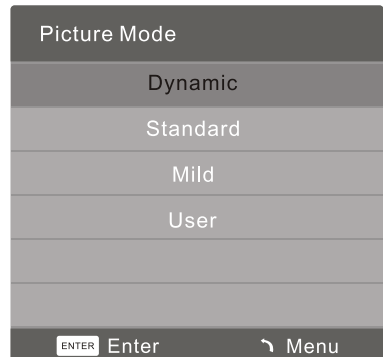 Picture Mode
Dynamic
Standard
Mild
User
ENTER Enter Menu